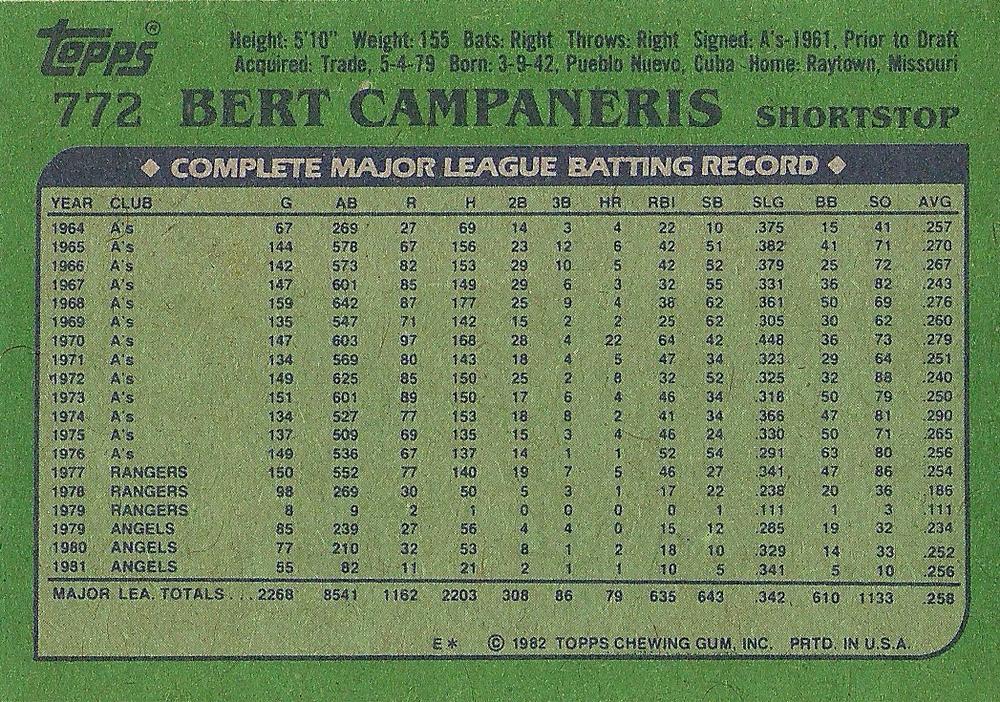 Topps®
Height: 5'10" Weight: 155 Bats: Right Throws: Right Signed: A's-1961, Prior to Draft
Acquired: Trade, 5-4-79 Born: 3-9-42, Pueblo Nuevo, Cuba Home: Raytown, Missouri
772 BERT CAMPANERIS SHORTSTOP
◆ COMPLETE MAJOR LEAGUE BATTING RECORD ◆
YEAR CLUB G AB R H 2B 3B HR RBI SB SLG BB SO AVG
1964 A's 67 269 27 69 14 3 4 22 10 .375 15 41 .257
1965 A's 144 578 67 156 23 12 6 42 51 .382 41 71 .270
1966 A's 142 573 82 153 29 10 5 42 52 .379 25 72 .267
1967 A's 147 601 85 149 29 6 3 32 55 .331 36 82 .243
1968 A's 159 642 87 177 25 9 4 38 62 .361 50 69 .276
1969 A's 135 547 71 142 15 2 2 25 62 .305 30 62 .260
1970 A's 147 603 97 168 28 4 22 64 42 .448 36 73 .279
1971 A's 134 569 80 143 18 4 5 47 34 .323 29 64 .251
1972 A's 149 625 85 150 25 2 8 32 52 .325 32 88 .240
1973 A's 151 601 89 150 17 6 4 46 34 .318 50 79 .250
1974 A's 134 527 77 153 18 8 2 41 34 .366 47 81 .290
1975 A's 137 509 69 135 15 3 4 46 24 .330 50 71 .265
1976 A's 149 536 67 137 14 1 1 52 54 .291 63 80 .256
1977 RANGERS 150 552 77 140 19 7 5 46 27 .341 47 86 .254
1978 RANGERS 98 269 30 50 5 3 1 17 22 .238 20 36 .186
1979 RANGERS 8 9 2 1 0 0 0 0 1 .111 1 3 .111
1979 ANGELS 85 239 27 56 4 4 0 15 12 .285 19 32 .234
1980 ANGELS 77 210 32 53 8 1 2 18 10 .329 14 33 .252
1981 ANGELS 55 82 11 21 2 1 1 10 5 .341 5 10 .256
MAJOR LEA. TOTALS... 2268 8541 1162 2203 308 86 79 635 643 .342 610 1133 .258
E* © 1982 TOPPS CHEWING GUM, INC. PRTD. IN U.S.A.